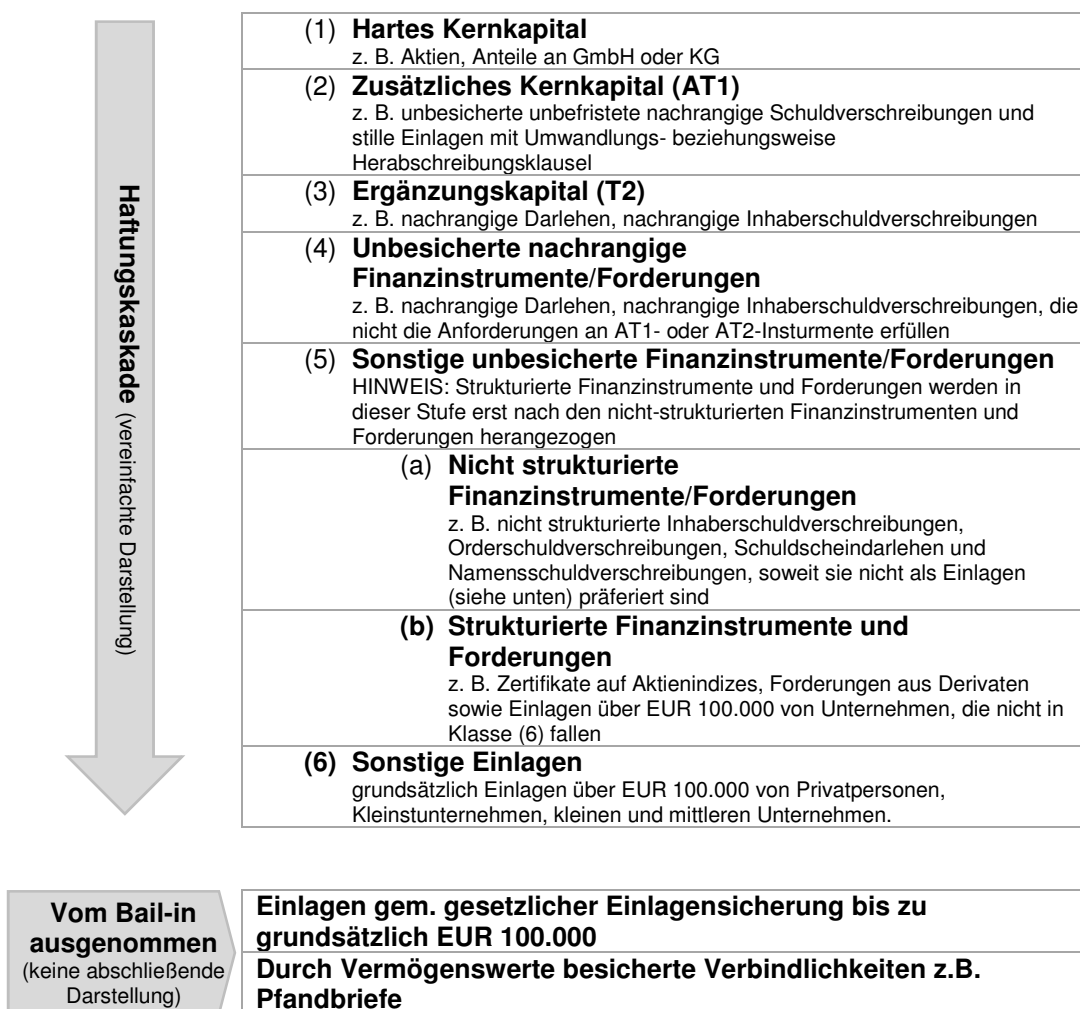 Haftungskaskade (vereinfachte Darstellung)
(1) Hartes Kernkapital
z. B. Aktien, Anteile an GmbH oder KG
(2) Zusätzliches Kernkapital (AT1)
z. B. unbesicherte unbefristete nachrangige Schuldverschreibungen und
stille Einlagen mit Umwandlungs- beziehungsweise
Herabschreibungsklausel
(3) Ergänzungskapital (T2)
z. B. nachrangige Darlehen, nachrangige Inhaberschuldverschreibungen
(4) Unbesicherte nachrangige
Finanzinstrumente/Forderungen
z. B. nachrangige Darlehen, nachrangige Inhaberschuldverschreibungen, die
nicht die Anforderungen an AT1- oder AT2-Insturmente erfüllen
(5) Sonstige unbesicherte Finanzinstrumente/Forderungen
HINWEIS: Strukturierte Finanzinstrumente und Forderungen werden in
dieser Stufe erst nach den nicht-strukturierten Finanzinstrumenten und
Forderungen herangezogen
(a) Nicht strukturierte
Finanzinstrumente/Forderungen
z. B. nicht strukturierte Inhaberschuldverschreibungen,
Orderschuldverschreibungen, Schuldscheindarlehen und
Namensschuldverschreibungen, soweit sie nicht als Einlagen
(siehe unten) präferiert sind
(b) Strukturierte Finanzinstrumente und
Forderungen
z. B. Zertifikate auf Aktienindizes, Forderungen aus Derivaten
sowie Einlagen über EUR 100.000 von Unternehmen, die nicht in
Klasse (6) fallen
(6) Sonstige Einlagen
grundsätzlich Einlagen über EUR 100.000 von Privatpersonen,
Kleinstunternehmen, kleinen und mittleren Unternehmen.
Vom Bail-in
ausgenommen
(keine abschließende
Darstellung)
Einlagen gem. gesetzlicher Einlagensicherung bis zu
grundsätzlich EUR 100.000
Durch Vermögenswerte besicherte Verbindlichkeiten z.B.
Pfandbriefe